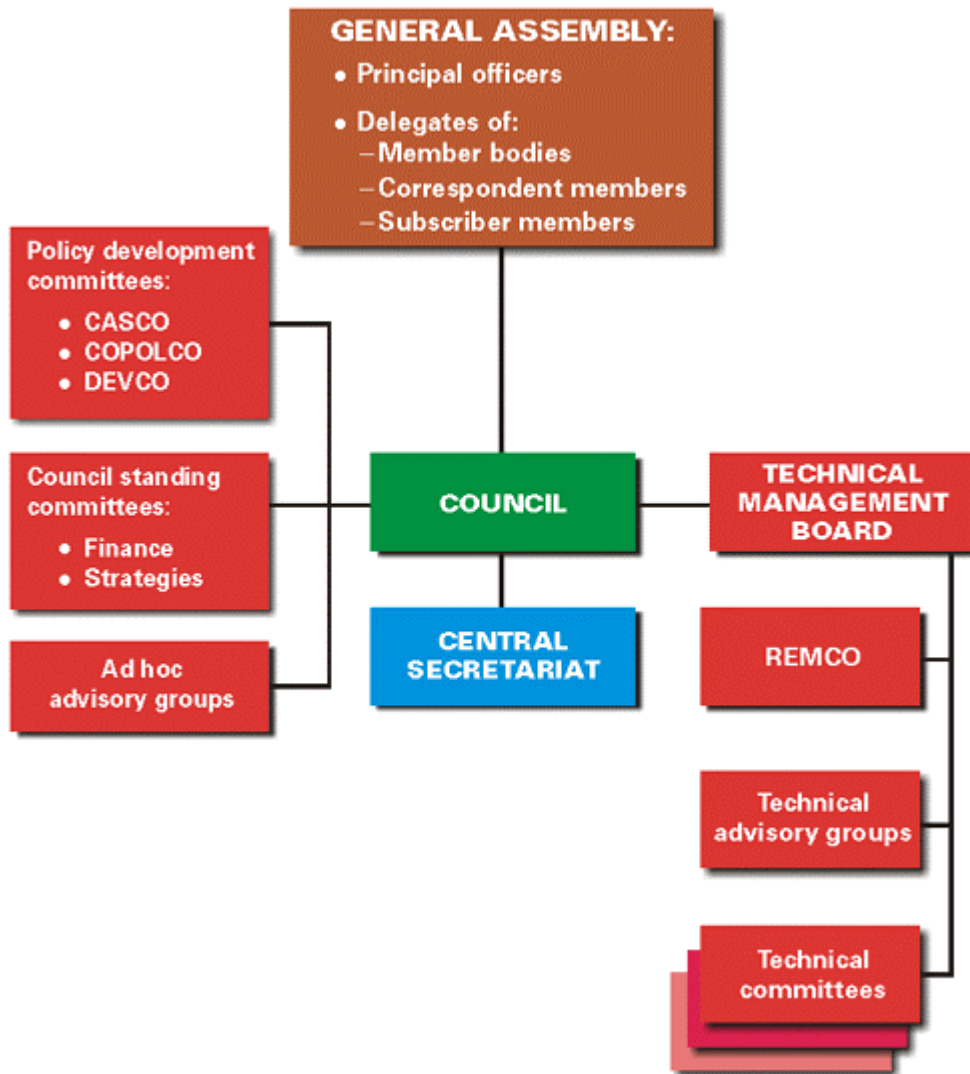 GENERAL ASSEMBLY:
• Principal officers
• Delegates of:
– Member bodies
– Correspondent members
– Subscriber members
Policy development
committees:
• CASCO
• COPOLCO
• DEVCO
Council standing
committees:
• Finance
• Strategies
Ad hoc
advisory groups
COUNCIL
CENTRAL
SECRETARIAT
TECHNICAL
MANAGEMENT
BOARD
REMCO
Technical
advisory groups
Technical
committees